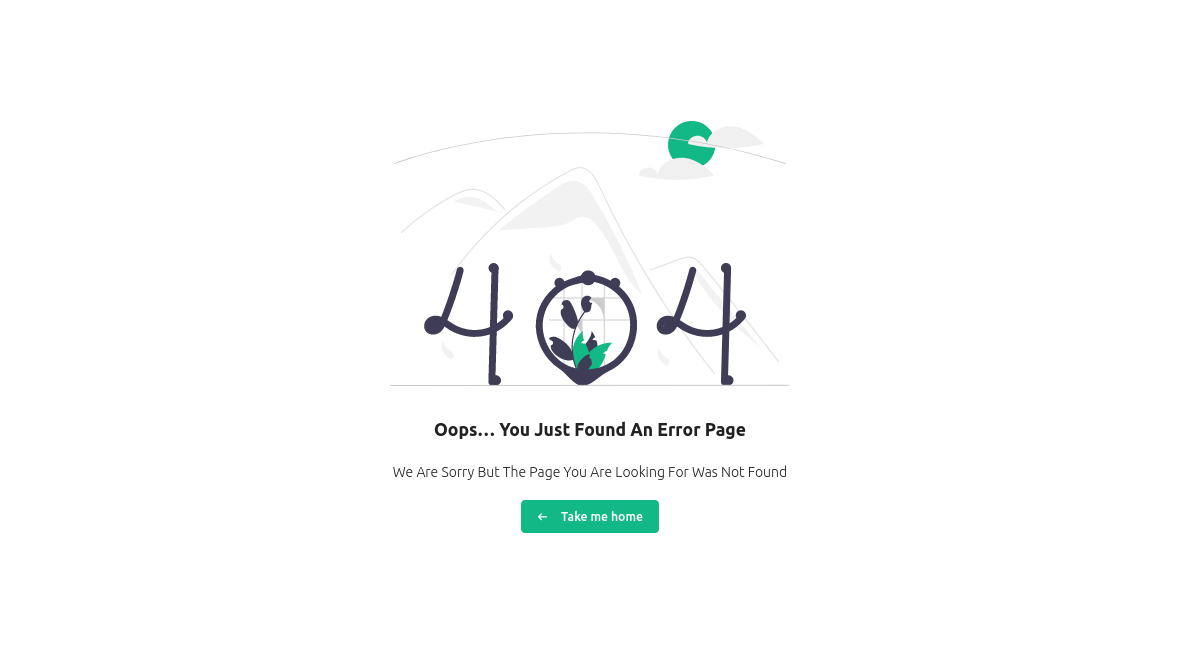 404
Oops… You Just Found An Error Page
We Are Sorry But The Page You Are Looking For Was Not Found
← Take me home